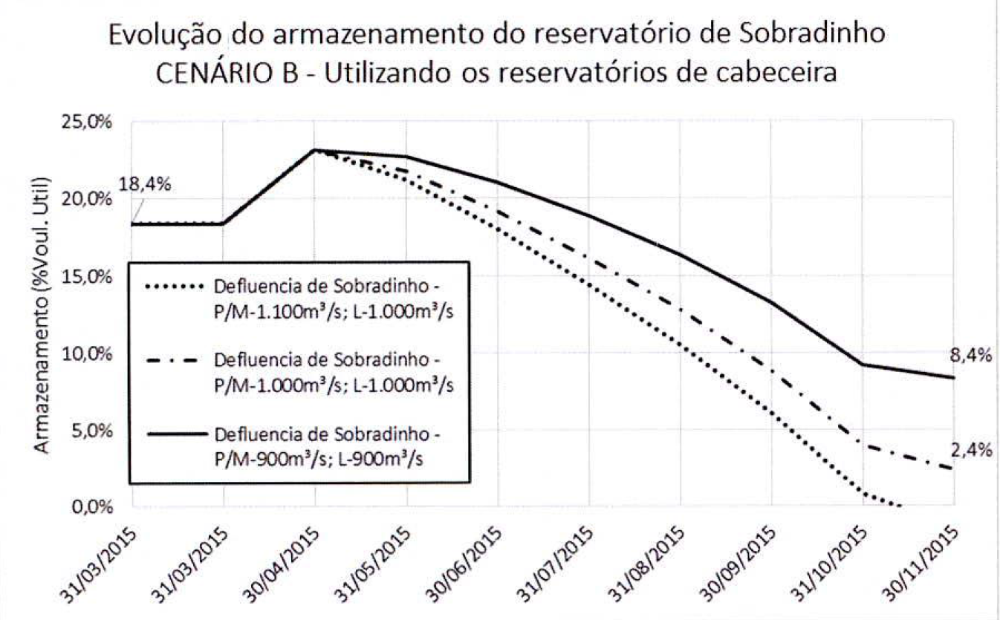 Evolução do armazenamento do reservatório de Sobradinho
CENÁRIO B - Utilizando os reservatórios de cabeceira
Armazenamento (%Voul. Util)
25,0%
20,0%
15,0%
10,0%
5,0%
0,0%
18,4%
8,4%
2,4%
Defluencia de Sobradinho -
P/M-1.100m³/s; L-1.000m³/s
Defluencia de Sobradinho -
P/M-1.000m³/s; L-1.000m³/s
Defluencia de Sobradinho -
P/M-900m³/s; L-900m³/s
31/03/2015
31/03/2015
30/04/2015
31/05/2015
30/06/2015
31/07/2015
31/08/2015
30/09/2015
31/10/2015
30/11/2015